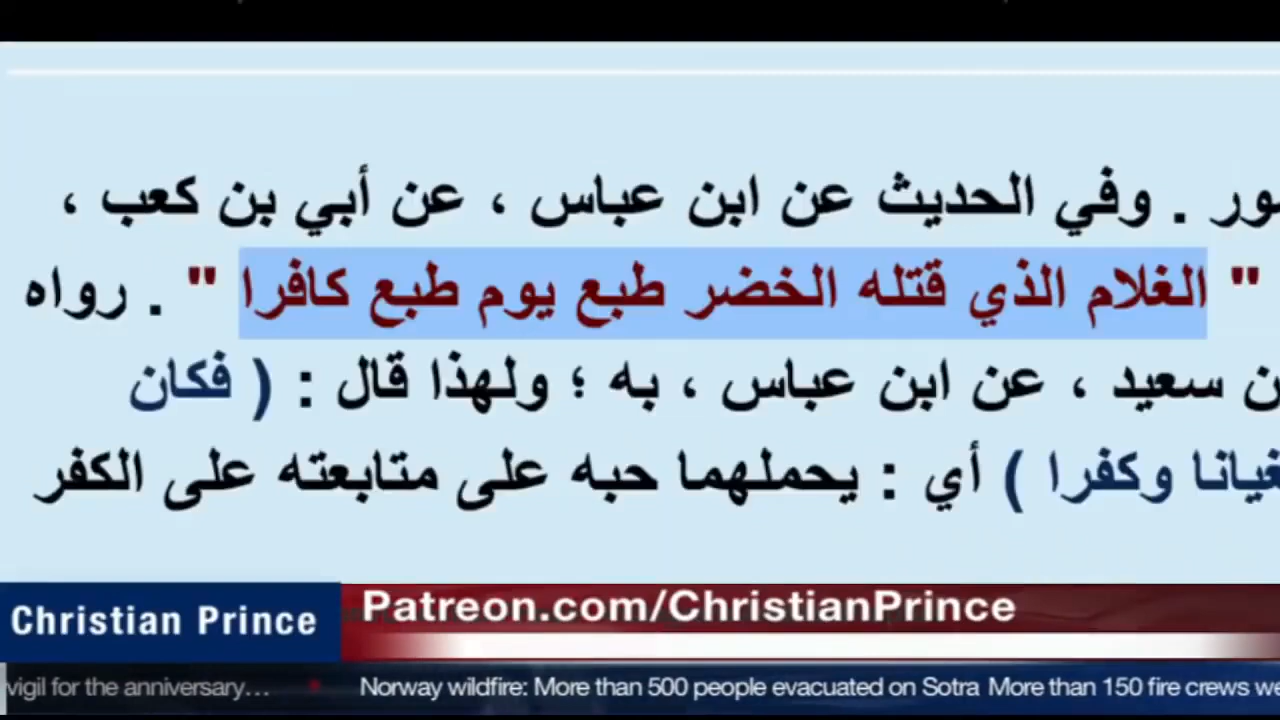 . وفي الحديث عن ابن عباس ، عن أبي بن كعب ،
" الغلام الذي قتله الخضر طبع يوم طبع كافرا " . رواه
سعيد ، عن ابن عباس ، به ؛ ولهذا قال : ( فكان
وكفرا ) أي : يحملهما حبه على متابعته على الكفر
Christian Prince
Patreon.com/ChristianPrince
vigil for the anniversary... Norway wildfire: More than 500 people evacuated on Sotra More than 150 fire crews